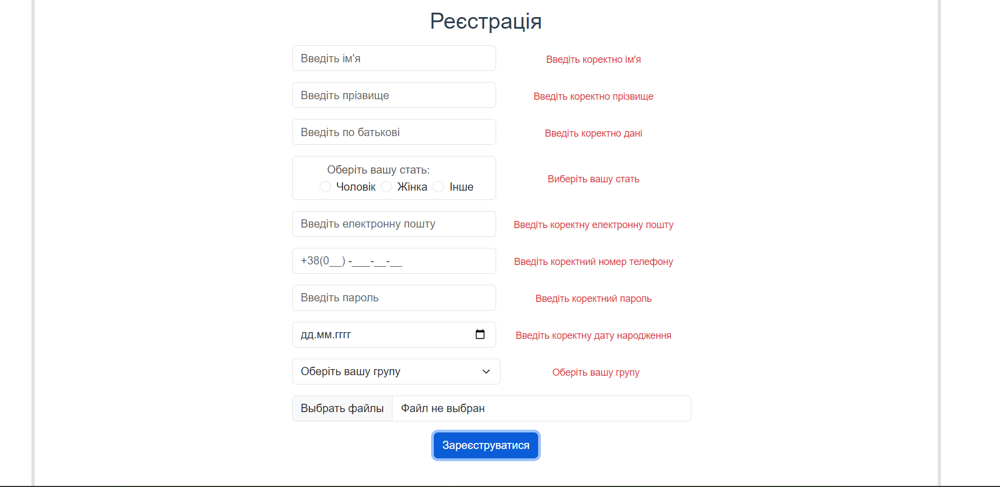 Реєстрація
Введіть ім'я
Введіть коректно ім'я
Введіть прізвище
Введіть коректно прізвище
Введіть по батькові
Введіть коректно дані
Оберіть вашу стать:
Чоловік Жінка Інше
Виберіть вашу стать
Введіть електронну пошту
Введіть коректну електронну пошту
+38(0__) -___-__-__
Введіть коректний номер телефону
Введіть пароль
Введіть коректний пароль
дд.мм.гггг
Введіть коректну дату народження
Оберіть вашу групу
Оберіть вашу групу
Выбрать файлы Файл не выбран
Зареєструватися